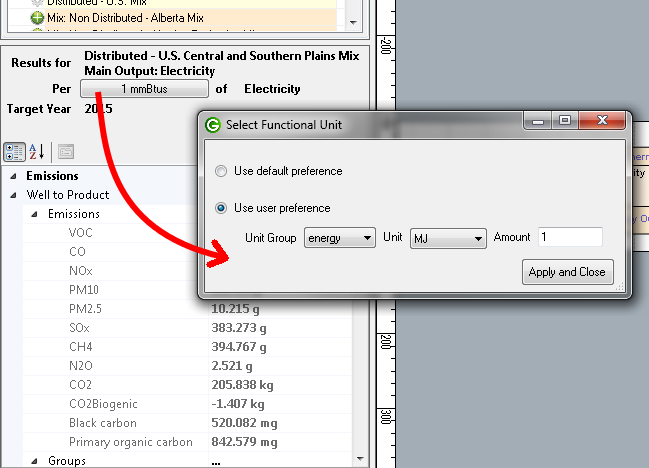 Distributed - U.S. Mix
Mix: Non Distributed - Alberta Mix
Results for Distributed - U.S. Central and Southern Plains Mix
Main Output: Electricity
Per 1 mmBtus of Electricity
Target Year 2015
Select Functional Unit
Use default preference
Use user preference
Unit Group energy Unit MJ Amount 1
Apply and Close
Emissions
Well to Product
Emissions
VOC
CO
NOx
PM10
PM2.5 10.215 g
SOx 383.273 g
CH4 394.767 g
N2O 2.521 g
CO2 205.838 kg
CO2Biogenic -1.407 kg
Black carbon 520.082 mg
Primary organic carbon 842.579 mg
Groups ...
-200
200
300